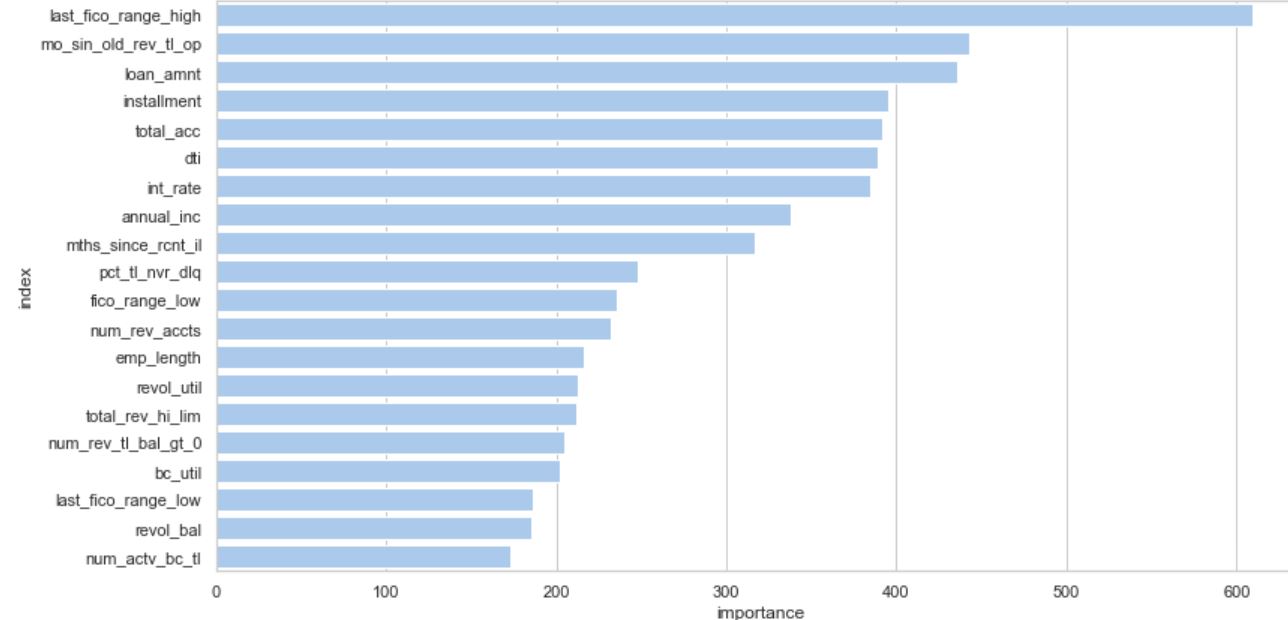 last_fico_range_high
mo_sin_old_rev_tl_op
loan_amnt
installment
total_acc
dti
int_rate
annual_inc
mths_since_rcnt_il
pct_tl_nvr_dlq
fico_range_low
num_rev_accts
emp_length
revol_util
total_rev_hi_lim
num_rev_tl_bal_gt_0
bc_util
last_fico_range_low
revol_bal
num_actv_bc_tl
index
0 100 200 300 400 500 600
importance